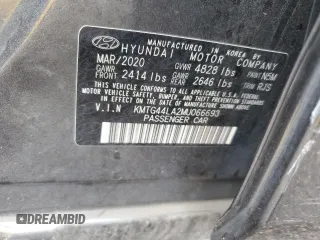 MANUFACTURED IN KOREA BY
HYUNDAI MOTOR COMPANY
MAR/2020 GVWR 4828 lbs PAINT N5M
GAWR FRONT 2414 lbs GAWR REAR 2646 lbs TRIM RJS
THIS VEHICLE CONFORMS TO ALL APPLICABLE
FEDERAL MOTOR VEHICLE SAFETY, BUMPER,
AND THEFT PREVENTION STANDARDS IN EFFECT
ON THE DATE OF MANUFACTURE SHOWN ABOVE.
V.I.N KMTG44LA2MU066693
PASSENGER CAR
DREAMBID